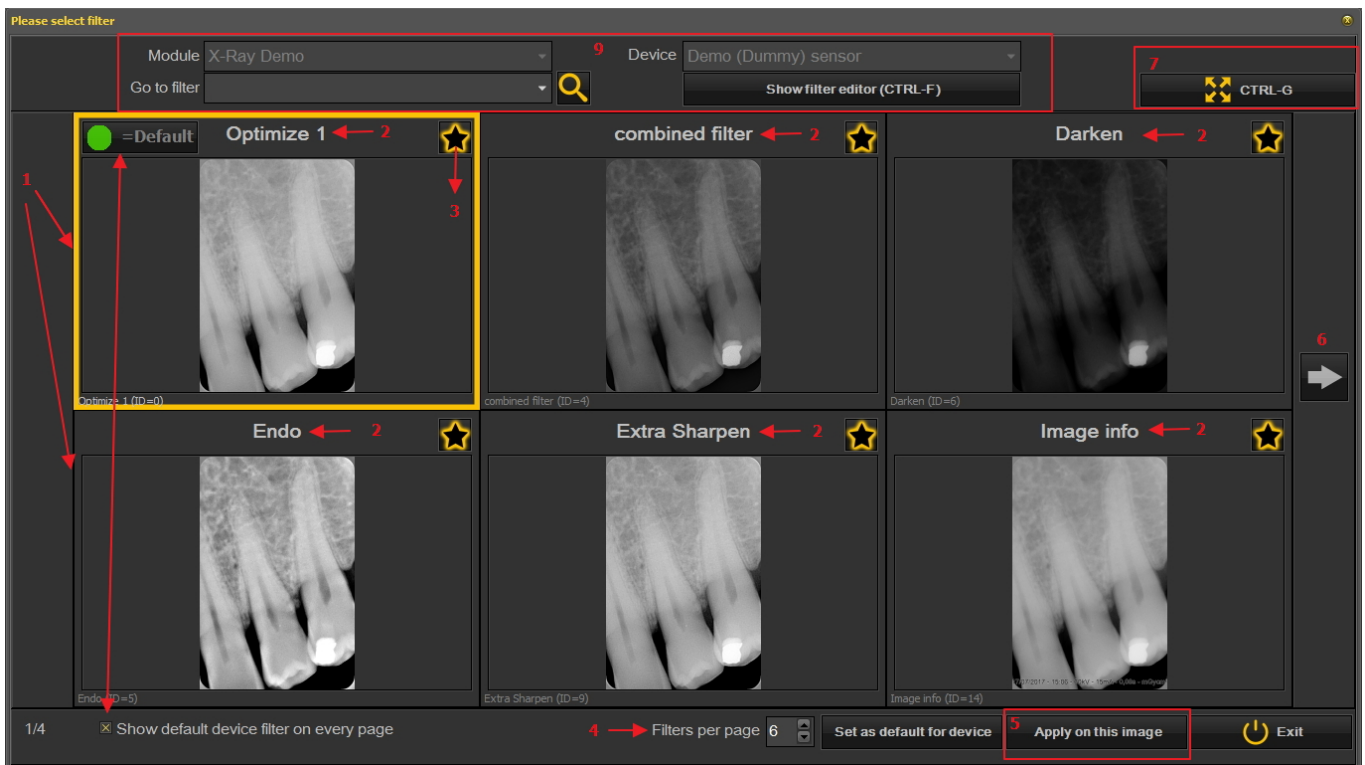 Please select filter
Module X-Ray Demo 9 Device Demo (Dummy) sensor 7
Go to filter Show filter editor (CTRL-F) CTRL-G
=Default Optimize 1 2 combined filter 2 Darken 2
1
3
6
Optimize 1 (ID=0) combined filter (ID=4) Darken (ID=6)
Endo 2 Extra Sharpen 2 Image info 2
Endo (ID=5) Extra Sharpen (ID=9) Image info (ID=14)
1/4 Show default device filter on every page 4 Filters per page 6 Set as default for device 5 Apply on this image Exit